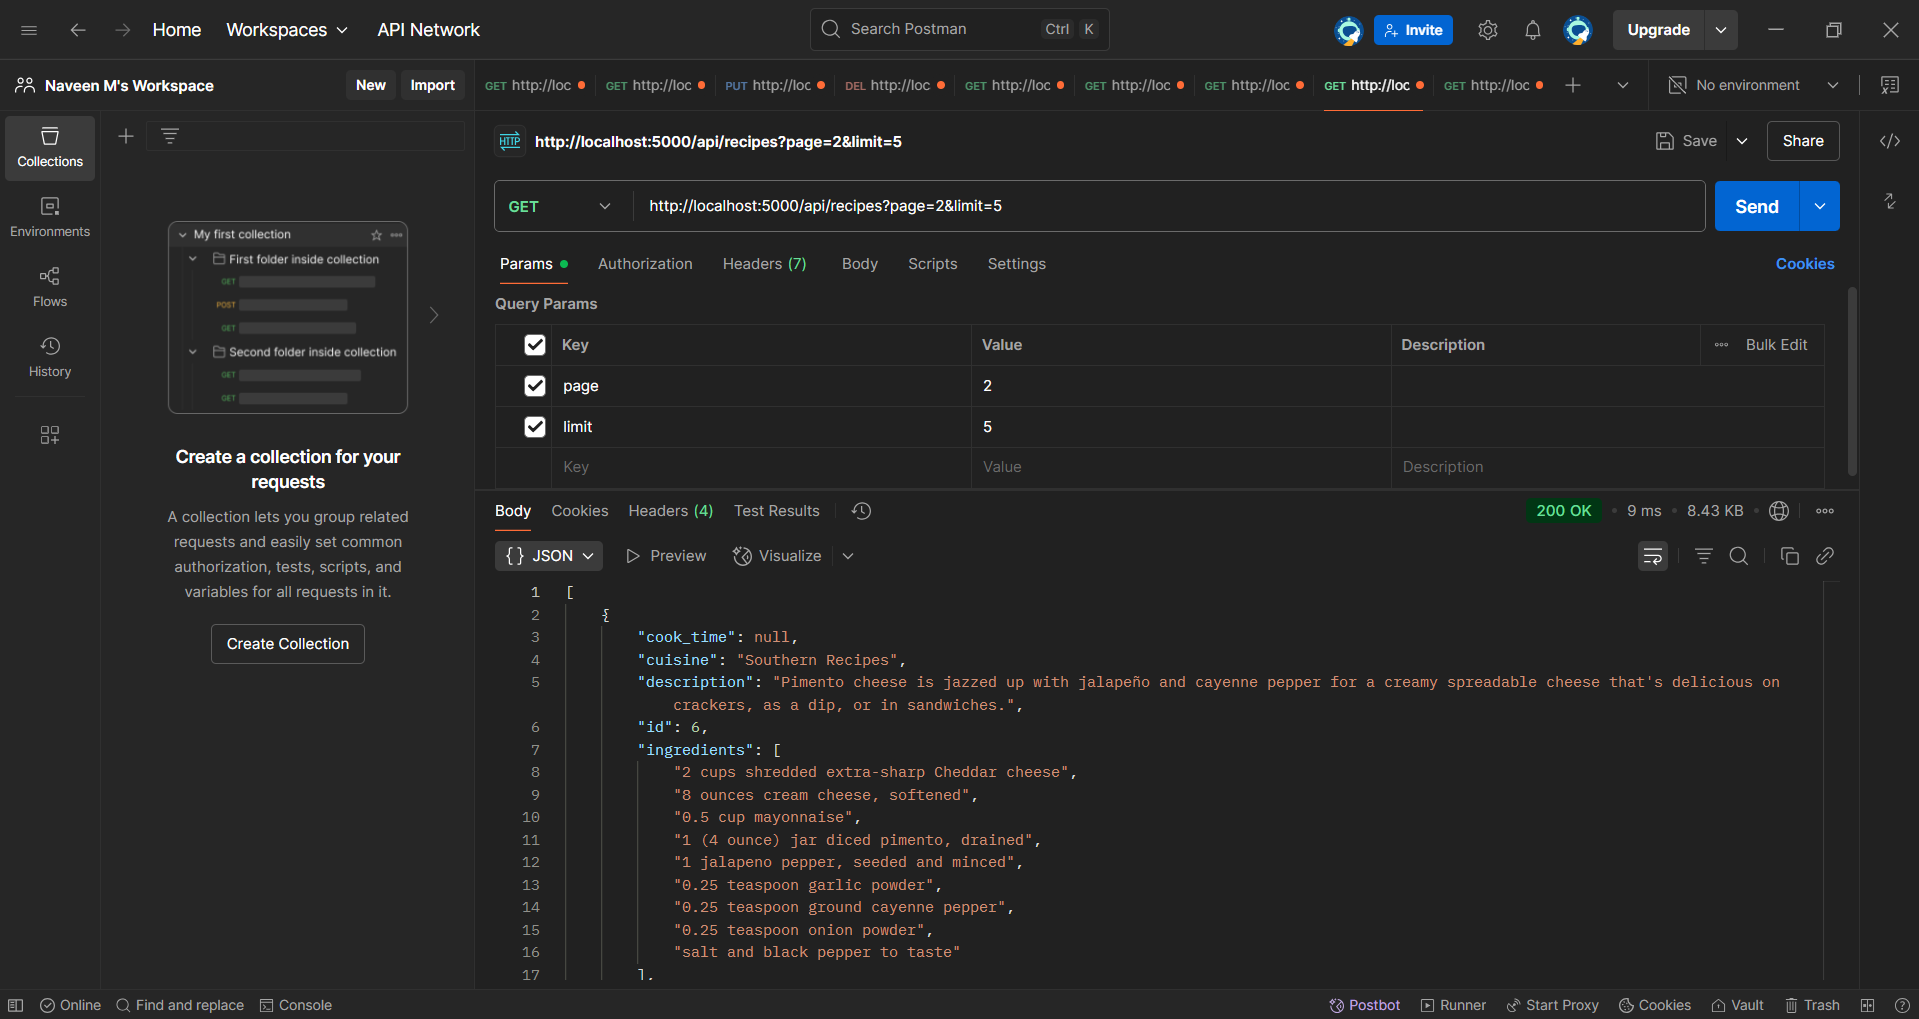 Home Workspaces API Network Search Postman Ctrl K Invite Upgrade
Naveen M's Workspace New Import GET http://loc GET http://loc PUT http://loc DEL http://loc GET http://loc GET http://loc GET http://loc GET http://loc GET http://loc No environment
Collections
Environments
Flows
History
My first collection
First folder inside collection
GET
POST
GET
Second folder inside collection
GET
GET
Create a collection for your
requests
A collection lets you group related
requests and easily set common
authorization, tests, scripts, and
variables for all requests in it.
Create Collection
HTTP http://localhost:5000/api/recipes?page=2&limit=5 Save Share
GET http://localhost:5000/api/recipes?page=2&limit=5 Send
Params Authorization Headers (7) Body Scripts Settings Cookies
Query Params
Key Value Description Bulk Edit
page 2
limit 5
Key Value Description
Body Cookies Headers (4) Test Results 200 OK 9 ms 8.43 KB
{} JSON Preview Visualize
1 [
2 {
3 "cook_time": null,
4 "cuisine": "Southern Recipes",
5 "description": "Pimento cheese is jazzed up with jalapeño and cayenne pepper for a creamy spreadable cheese that's delicious on
crackers, as a dip, or in sandwiches.",
6 "id": 6,
7 "ingredients": [
8 "2 cups shredded extra-sharp Cheddar cheese",
9 "8 ounces cream cheese, softened",
10 "0.5 cup mayonnaise",
11 "1 (4 ounce) jar diced pimento, drained",
12 "1 jalapeno pepper, seeded and minced",
13 "0.25 teaspoon garlic powder",
14 "0.25 teaspoon ground cayenne pepper",
15 "0.25 teaspoon onion powder",
16 "salt and black pepper to taste"
17 ],
Online Find and replace Console Postbot Runner Start Proxy Cookies Vault Trash